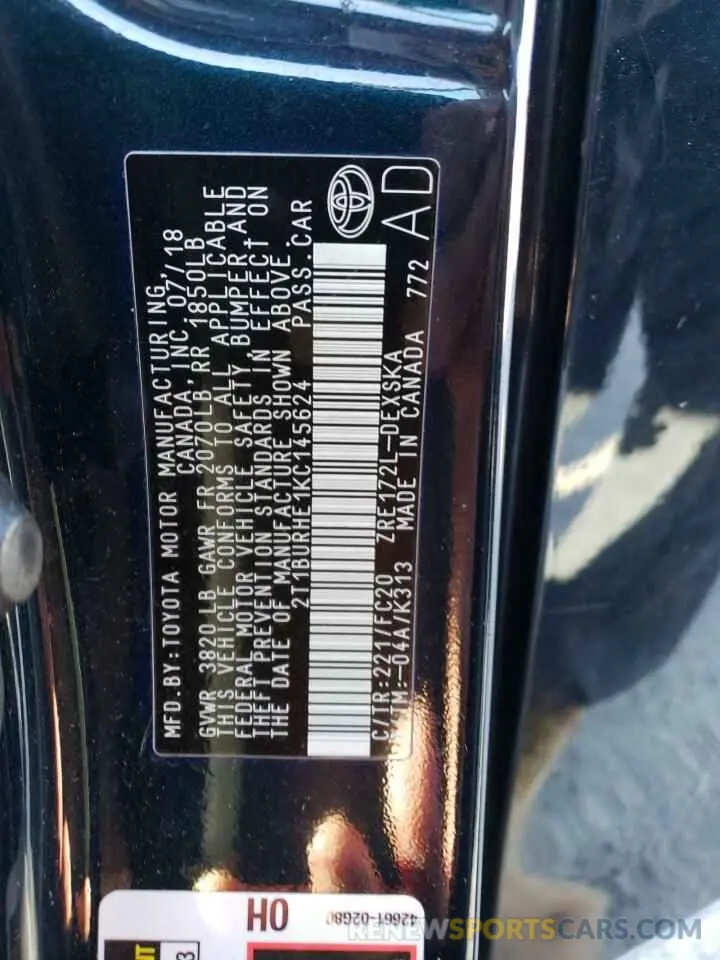 MFD.BY:TOYOTA MOTOR MANUFACTURING,
CANADA, INC. 07/18
GVWR 3820 LB GAWR FR 2070LB RR 1850LB
THIS VEHICLE CONFORMS TO ALL APPLICABLE
FEDERAL MOTOR VEHICLE SAFETY, BUMPER, AND
THEFT PREVENTION STANDARDS IN EFFECT ON
THE DATE OF MANUFACTURE SHOWN ABOVE.
2T1BURHE1KC145624 PASS.CAR
C/TR:221/FC20 ZRE172L-DEXSKA
/TM:-04A/K313 MADE IN CANADA 772
AD
OH
RENEWSPORTSCARS.COM